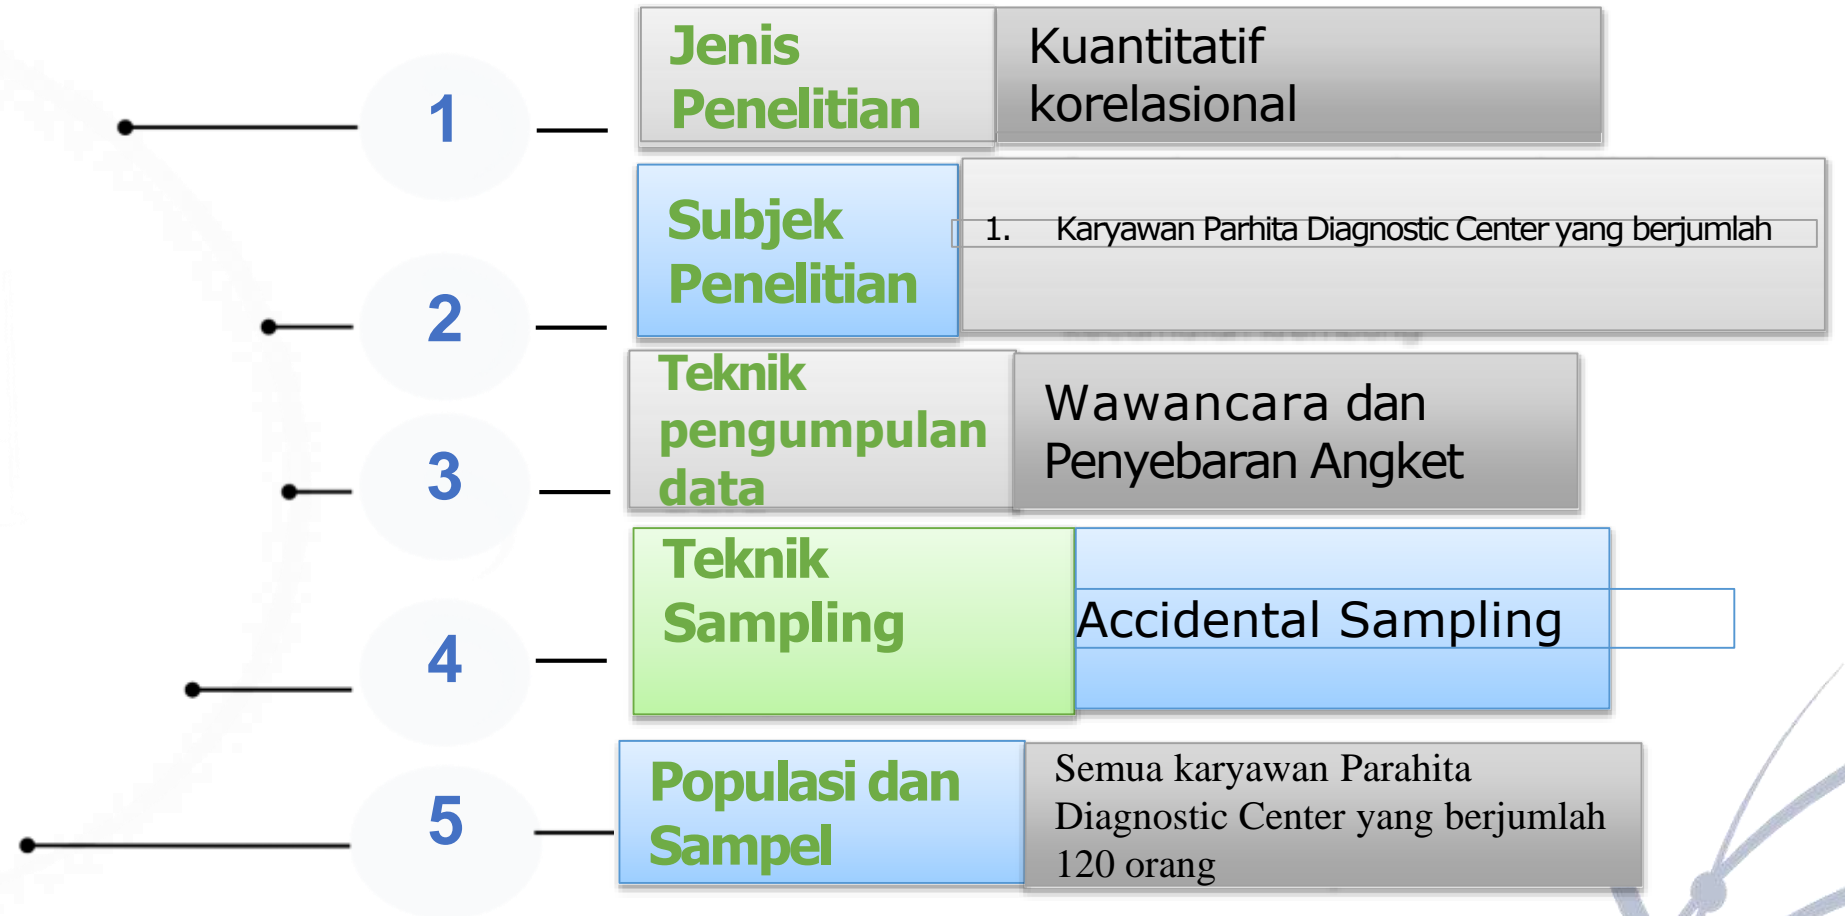 1
Jenis
Penelitian
Kuantitatif
korelasional
2
Subjek
Penelitian
1. Karyawan Parhita Diagnostic Center yang berjumlah
3
Teknik
pengumpulan
data
Wawancara dan
Penyebaran Angket
4
Teknik
Sampling
Accidental Sampling
5
Populasi dan
Sampel
Semua karyawan Parahita
Diagnostic Center yang berjumlah
120 orang